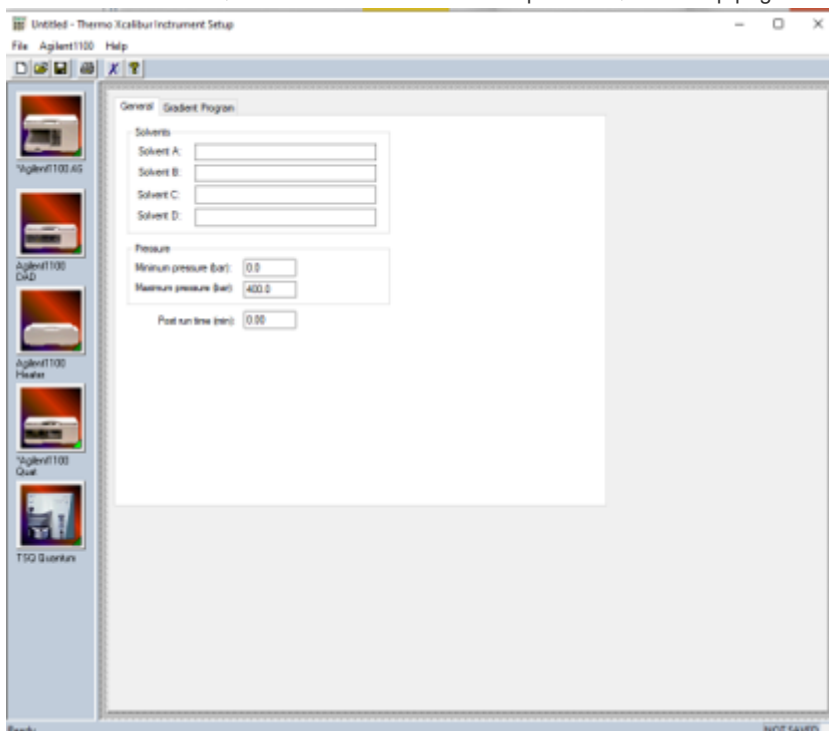 Untitled - Thermo Xcalibur Instrument Setup
File Agilent1100 Help
General Gradient Program
Solvents
Solvent A:
Solvent B:
Solvent C:
Solvent D:
Pressure
Minimum pressure (bar): 0.0
Maximum pressure (bar): 400.0
Post run time (min): 0.00
Agilent1100
DAD
Agilent1100
Heater
Agilent1100
Quat
TSQ Quantum
Ready
NOT SAVED